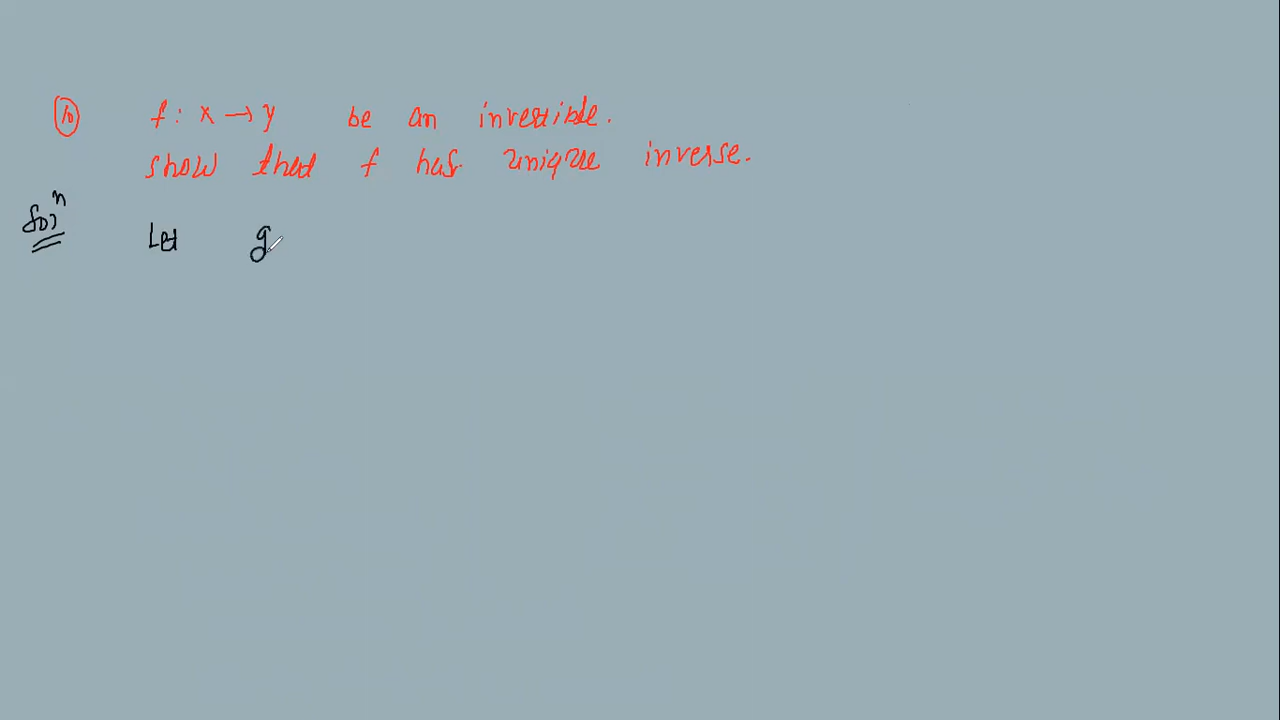 10 f : x → y be an invertible.
show that f has unique inverse.
Solⁿ Let g